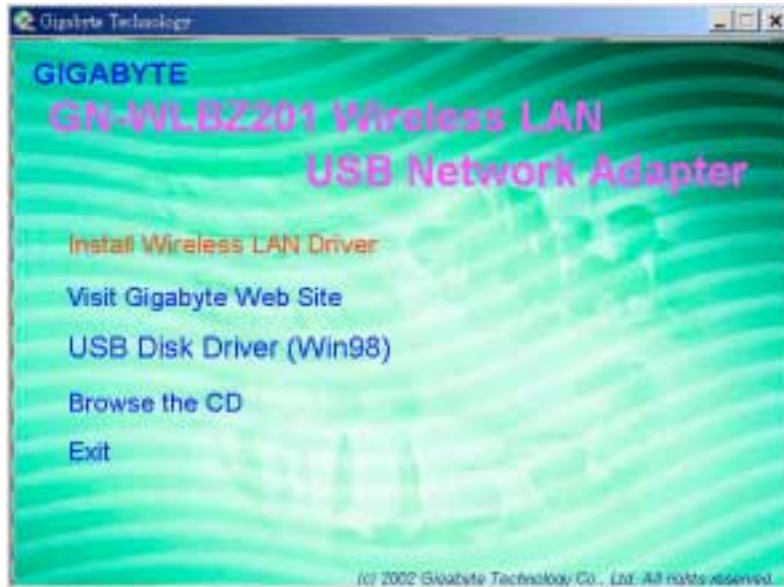 Gigabyte Technology
GIGABYTE
GN-WLBZ201 Wireless LAN
USB Network Adapter
Install Wireless LAN Driver
Visit Gigabyte Web Site
USB Disk Driver (Win98)
Browse the CD
Exit
(c) 2002 Gigabyte Technology Co., Ltd. All rights reserved.